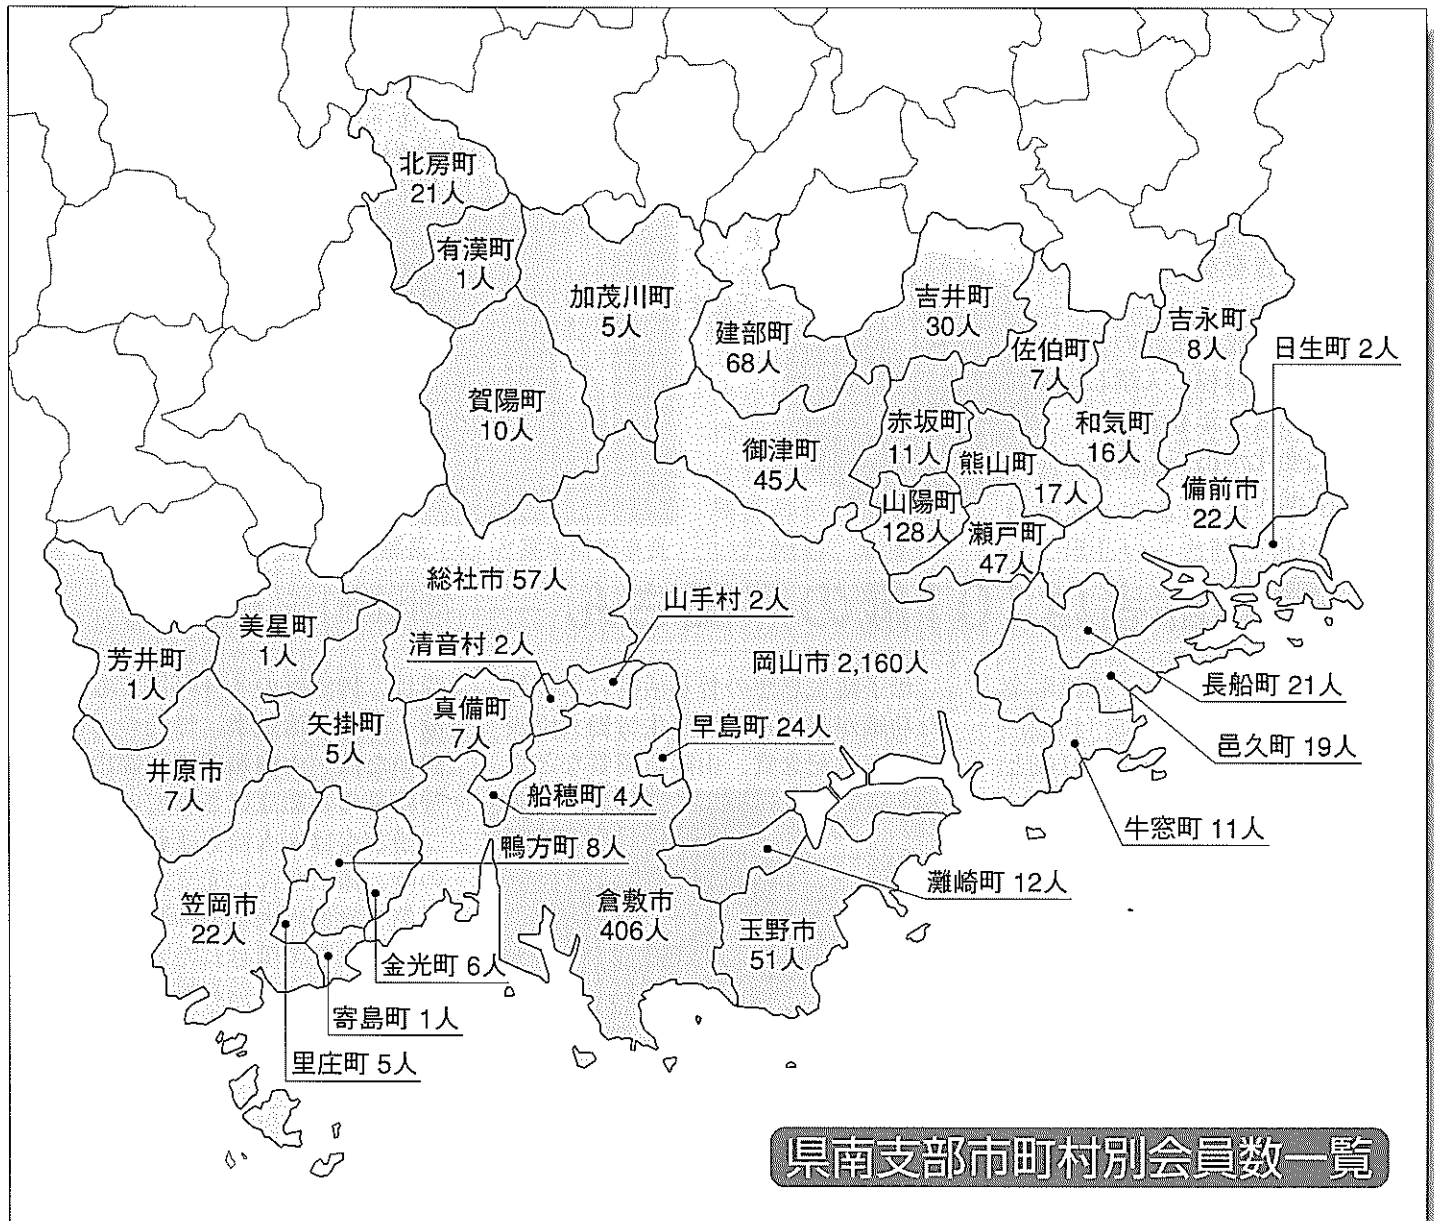 北房町
21人
有漢町
1人
加茂川町
5人
建部町
68人
吉井町
30人
吉永町
8人
佐伯町
7人
日生町 2人
賀陽町
10人
赤坂町
11人
和気町
16人
御津町
45人
熊山町
17人
備前市
22人
山陽町
128人
瀬戸町
47人
総社市 57人
山手村 2人
美星町
1人
清音村 2人
芳井町
1人
岡山市 2,160人
長船町 21人
矢掛町
5人
真備町
7人
早島町 24人
邑久町 19人
井原市
7人
船穂町 4人
牛窓町 11人
鴨方町 8人
灘崎町 12人
笠岡市
22人
倉敷市
406人
玉野市
51人
金光町 6人
寄島町 1人
里庄町 5人
県南支部市町村別会員数一覧